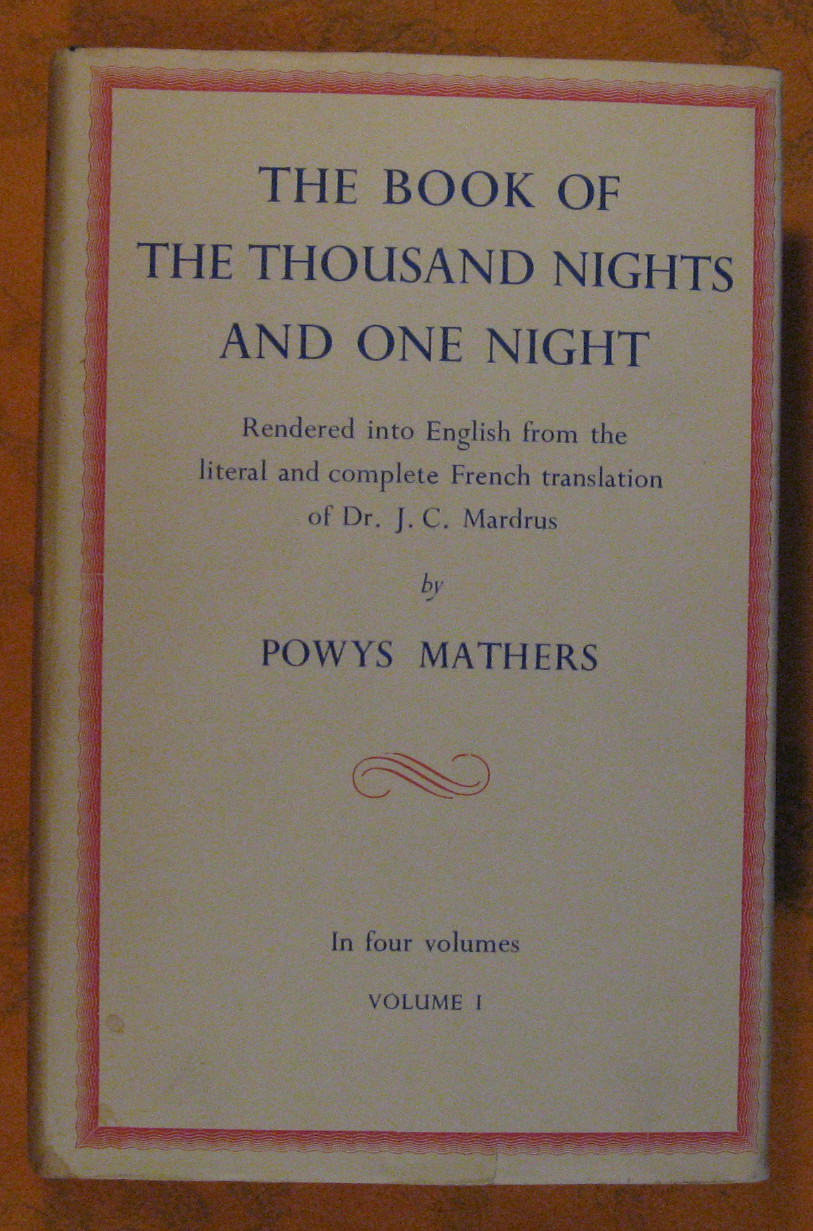 THE BOOK OF
THE THOUSAND NIGHTS
AND ONE NIGHT
Rendered into English from the
literal and complete French translation
of Dr. J. C. Mardrus
by
POWYS MATHERS
In four volumes
VOLUME I